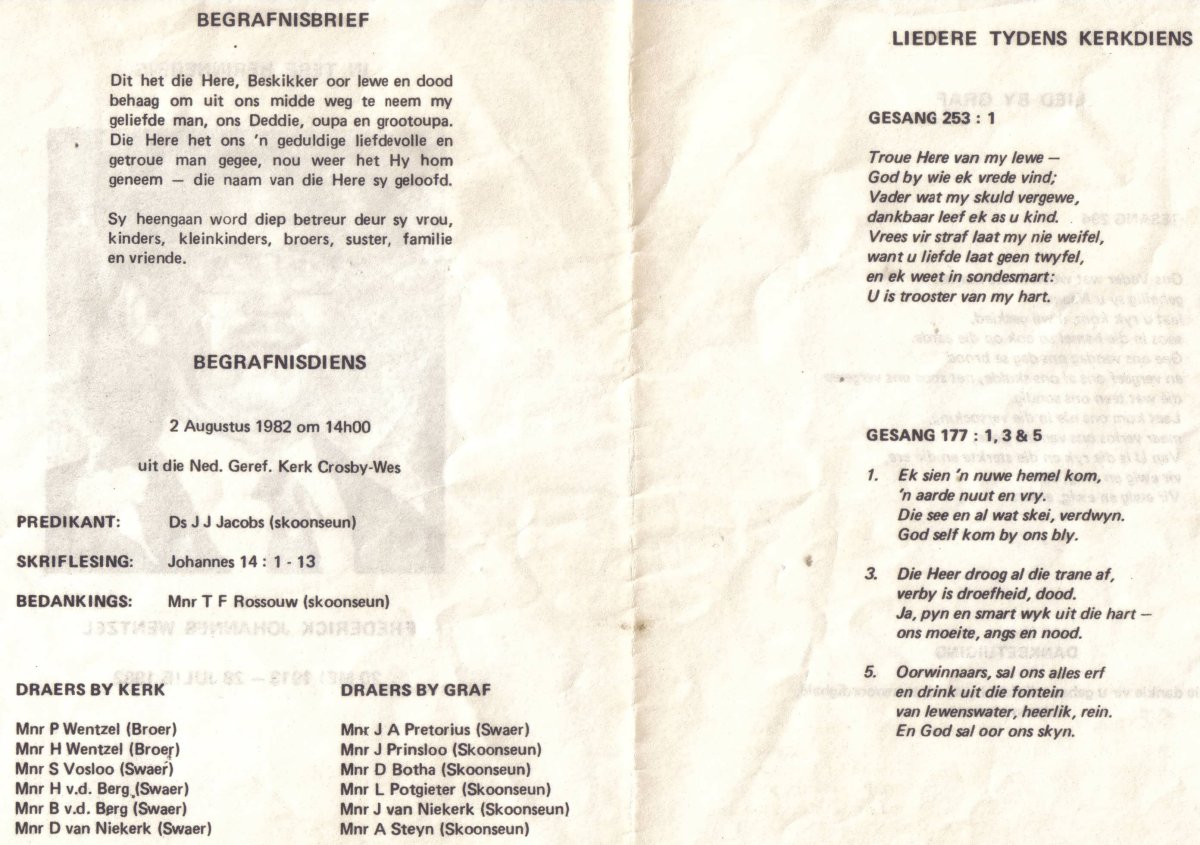 BEGRAFNISBRIEF
Dit het die Here, Beskikker oor lewe en dood
behaag om uit ons midde weg te neem my
geliefde man, ons Deddie, oupa en grootoupa.
Die Here het ons 'n geduldige liefdevolle en
getroue man gegee, nou weer het Hy hom
geneem — die naam van die Here sy geloofd.
Sy heengaan word diep betreur deur sy vrou,
kinders, kleinkinders, broers, suster, familie
en vriende.
BEGRAFNISDIENS
2 Augustus 1982 om 14h00
uit die Ned. Geref. Kerk Crosby-Wes
PREDIKANT: Ds J J Jacobs (skoonseun)
SKRIFLESING: Johannes 14 : 1 - 13
BEDANKINGS: Mnr T F Rossouw (skoonseun)
DRAERS BY KERK
Mnr P Wentzel (Broer)
Mnr H Wentzel (Broer)
Mnr S Vosloo (Swaer)
Mnr H v.d. Berg (Swaer)
Mnr B v.d. Berg (Swaer)
Mnr D van Niekerk (Swaer)
DRAERS BY GRAF
Mnr J A Pretorius (Swaer)
Mnr J Prinsloo (Skoonseun)
Mnr D Botha (Skoonseun)
Mnr L Potgieter (Skoonseun)
Mnr J van Niekerk (Skoonseun)
Mnr A Steyn (Skoonseun)
LIEDERE TYDENS KERKDIENS
GESANG 253 : 1
Troue Here van my lewe —
God by wie ek vrede vind;
Vader wat my skuld vergewe,
dankbaar leef ek as u kind.
Vrees vir straf laat my nie weifel,
want u liefde laat geen twyfel,
en ek weet in sondesmart:
U is trooster van my hart.
GESANG 177 : 1, 3 & 5
1. Ek sien 'n nuwe hemel kom,
'n aarde nuut en vry.
Die see en al wat skei, verdwyn.
God self kom by ons bly.
3. Die Heer droog al die trane af,
verby is droefheid, dood.
Ja, pyn en smart wyk uit die hart —
ons moeite, angs en nood.
5. Oorwinnaars, sal ons alles erf
en drink uit die fontein
van lewenswater, heerlik, rein.
En God sal oor ons skyn.